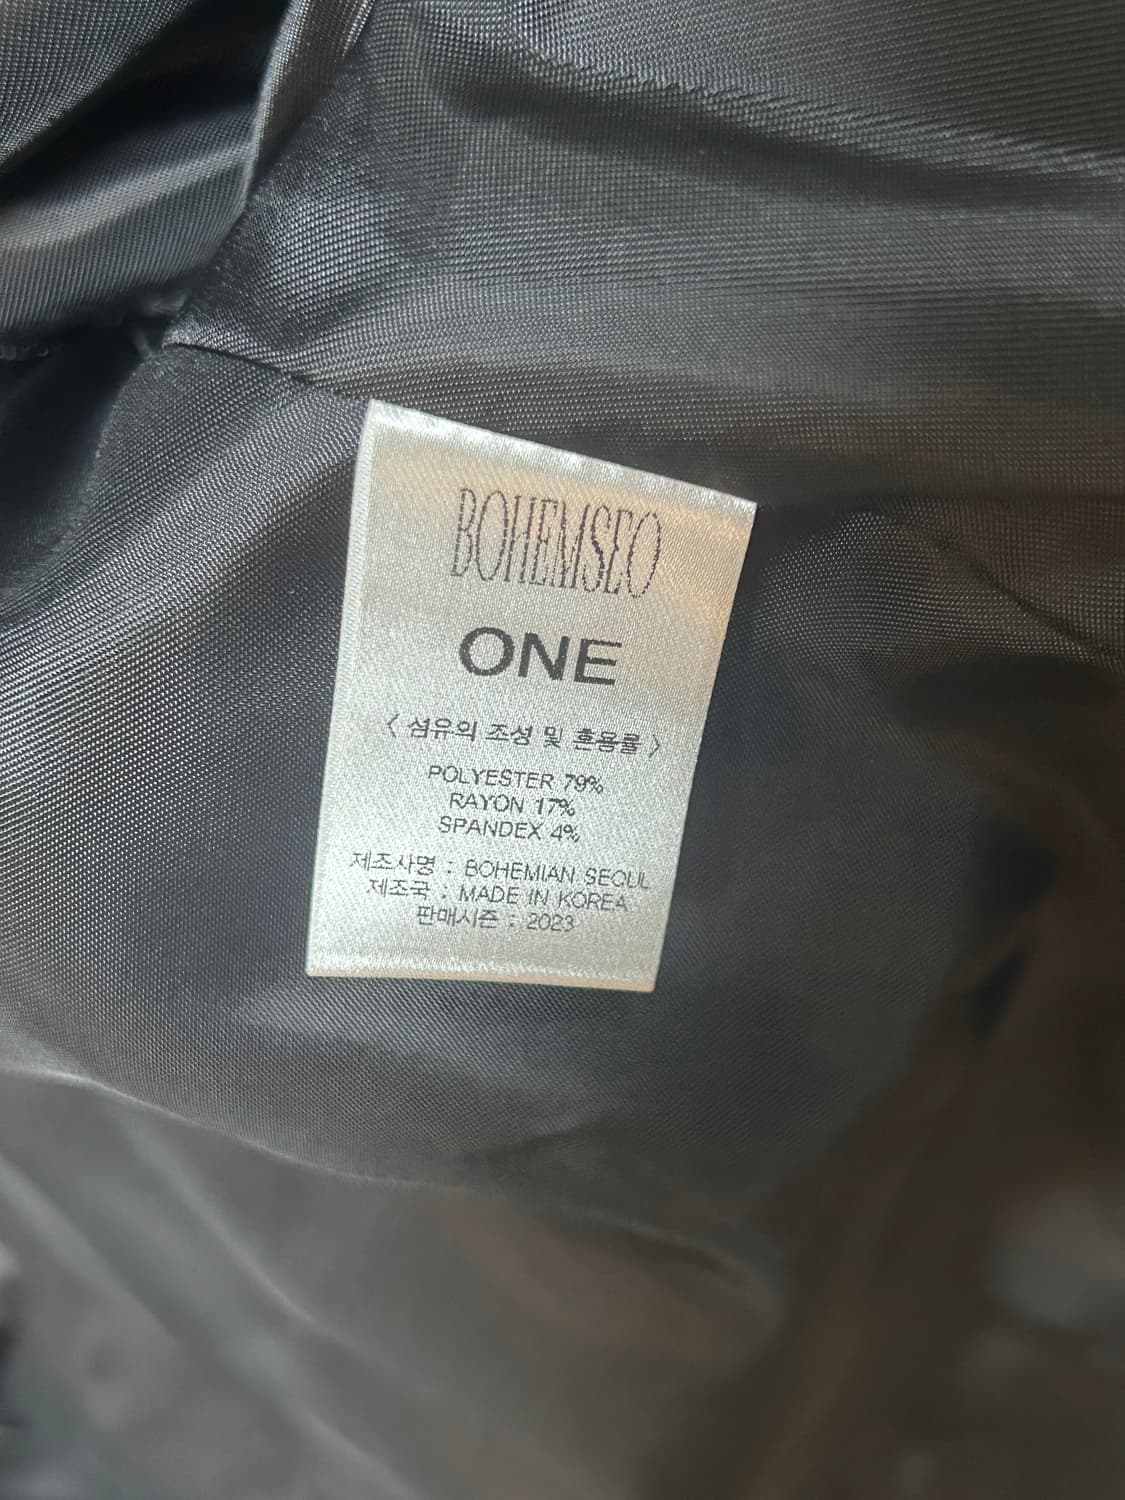 BOHEMSEO
ONE
< 섬유의 조성 및 혼용률 >
POLYESTER 79%
RAYON 17%
SPANDEX 4%
제조사명 : BOHEMIAN SEOUL
제조국 : MADE IN KOREA
판매시즌 : 2023